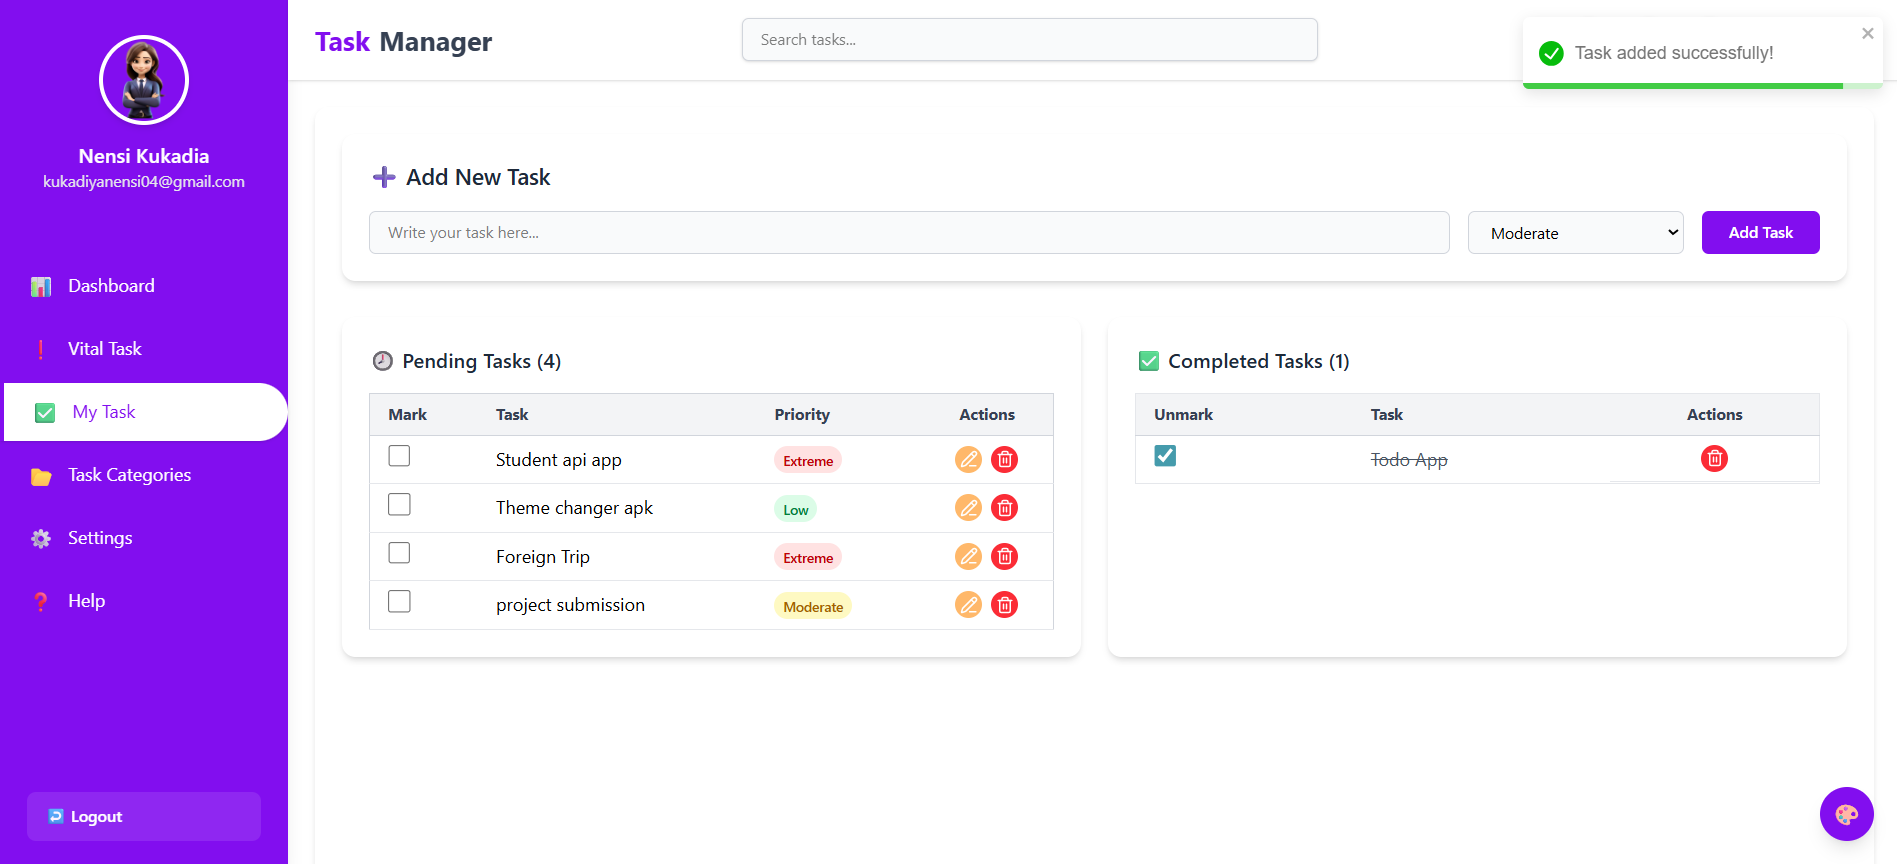 Nensi Kukadia
kukadiyanensi04@gmail.com
Dashboard
Vital Task
My Task
Task Categories
Settings
Help
Logout
Task Manager
Search tasks...
Task added successfully!
Add New Task
Write your task here...
Moderate
Add Task
Pending Tasks (4)
Mark Task Priority Actions
Student api app Extreme
Theme changer apk Low
Foreign Trip Extreme
project submission Moderate
Completed Tasks (1)
Unmark Task Actions
Todo App